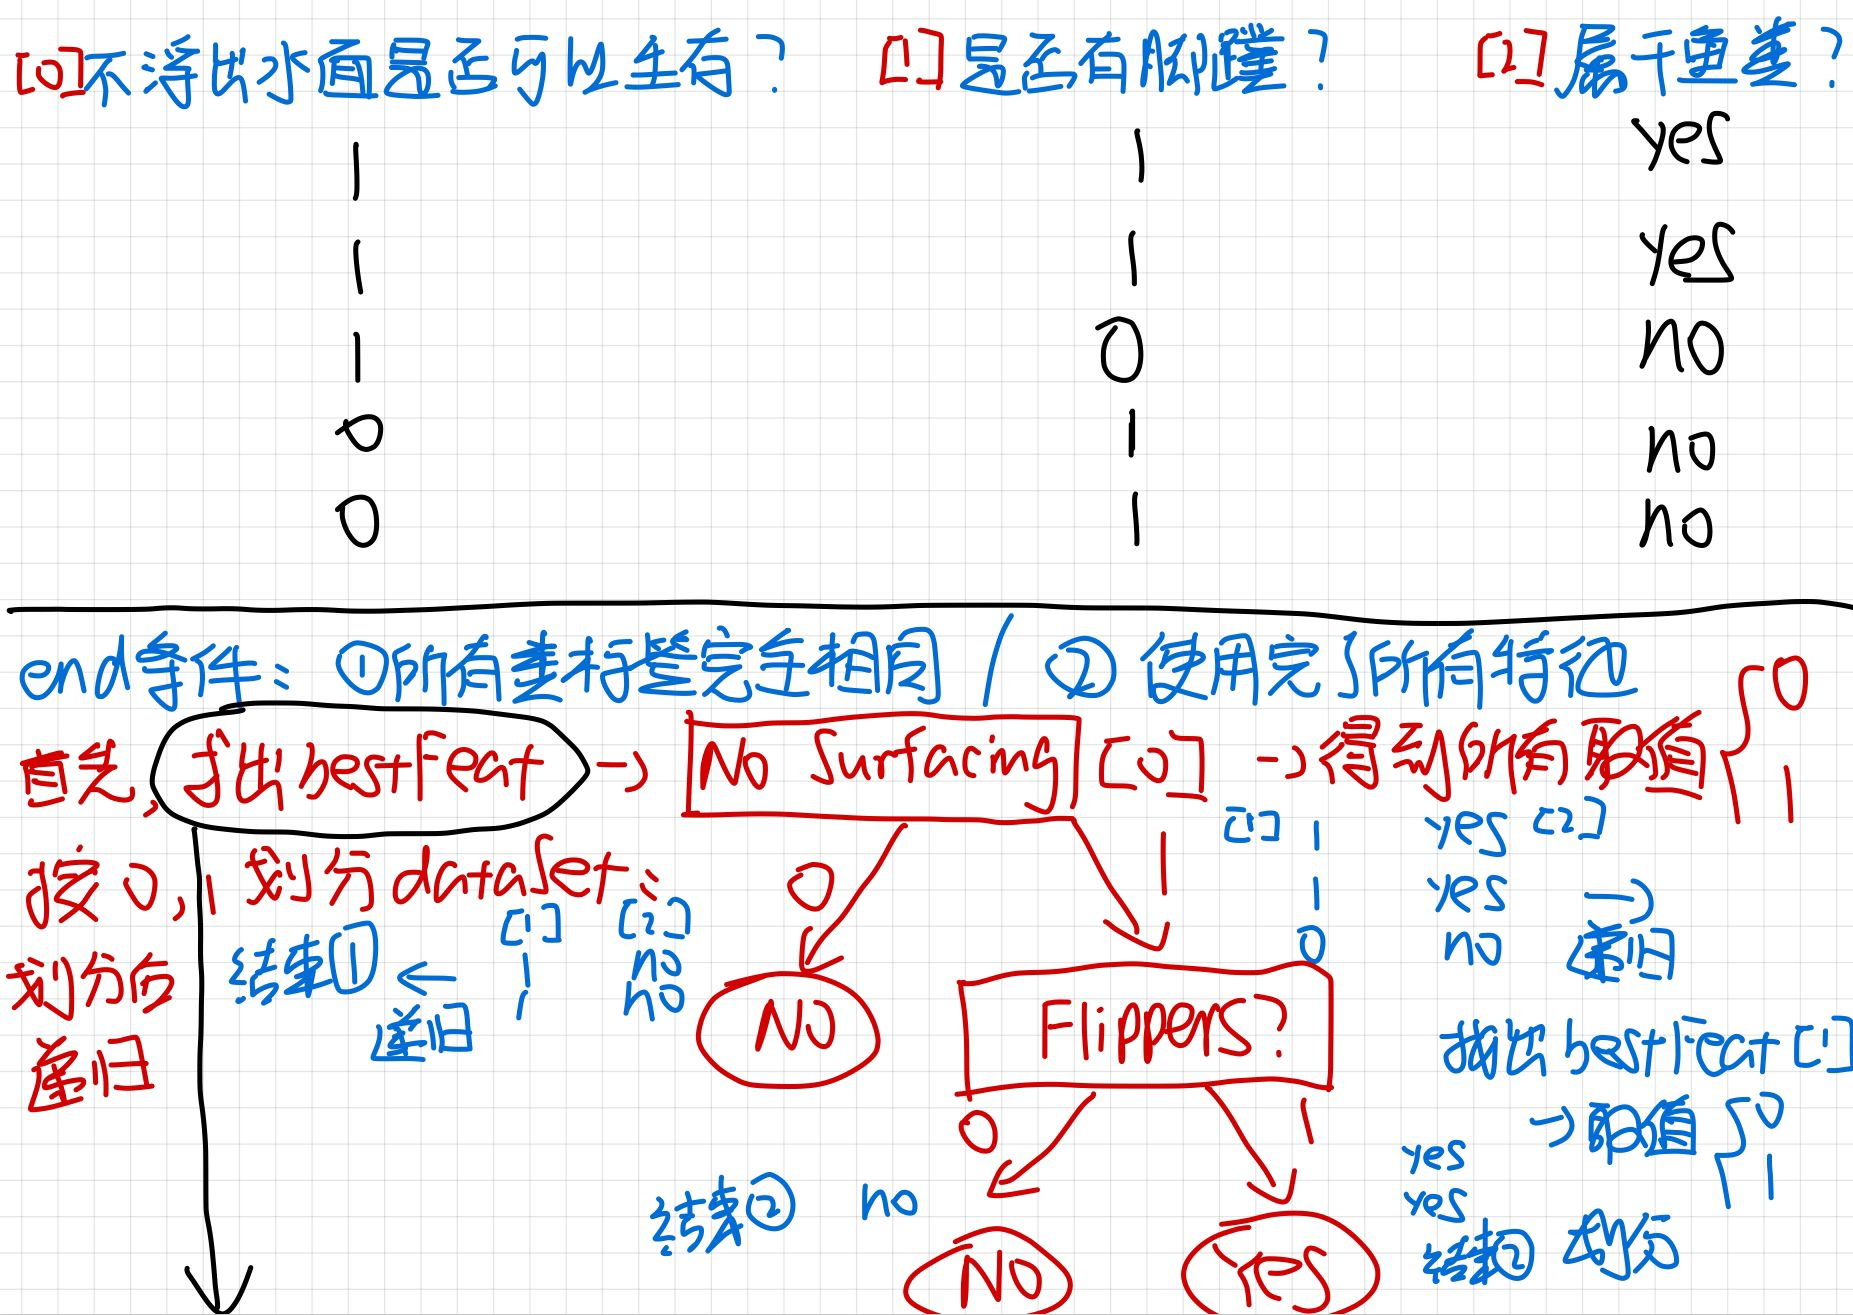 [0]不浮出水面是否可以生存? [1]是否有脚蹼? [2]属于鱼类?
1 1 yes
1 1 yes
1 0 no
0 1 no
0 1 no
end条件: ①所有类标签完全相同 / ②使用完了所有特征
首先, 找出bestFeat → No Surfacing [0] → 得到所有取值 { 0 1
按 0, 1 划分dataSet:
0 1
[1] [2]
1 yes
1 yes
0 no
→ 递归
划分后
递归
[1] [2]
1 no
1 no
← 递归
结束①
NO
Flippers?
找出bestFeat [1]
→ 取值 { 0 1
划分
0 1
结束② no
yes
yes
结束②
NO
Yes